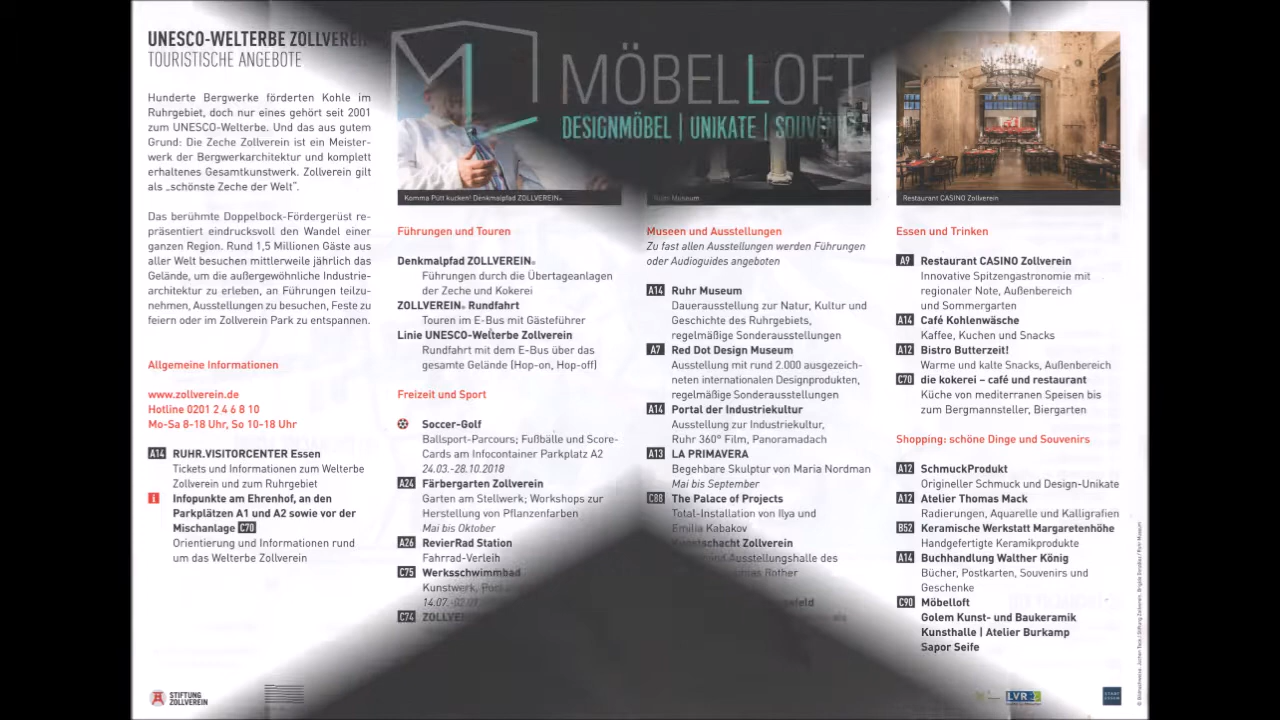 UNESCO-WELTERBE ZOLLVEREIN
TOURISTISCHE ANGEBOTE
Hunderte Bergwerke förderten Kohle im
Ruhrgebiet, doch nur eines gehört seit 2001
zum UNESCO-Welterbe. Und das aus gutem
Grund: Die Zeche Zollverein ist ein Meister-
werk der Bergwerkarchitektur und komplett
erhaltenes Gesamtkunstwerk. Zollverein gilt
als „schönste Zeche der Welt“.
Das berühmte Doppelbock-Fördergerüst re-
präsentiert eindrucksvoll den Wandel einer
ganzen Region. Rund 1,5 Millionen Gäste aus
aller Welt besuchen mittlerweile jährlich das
Gelände, um die außergewöhnliche Industrie-
architektur zu erleben, an Führungen teilzu-
nehmen, Ausstellungen zu besuchen, Feste zu
feiern oder im Zollverein Park zu entspannen.
Allgemeine Informationen
www.zollverein.de
Hotline 0201 2 4 6 8 10
Mo-Sa 8-18 Uhr, So 10-18 Uhr
A14 RUHR.VISITORCENTER Essen
Tickets und Informationen zum Welterbe
Zollverein und zum Ruhrgebiet
i Infopunkte am Ehrenhof, an den
Parkplätzen A1 und A2 sowie vor der
Mischanlage C70
Orientierung und Informationen rund
um das Welterbe Zollverein
STIFTUNG
ZOLLVEREIN
MÖBELLOFT
DESIGNMÖBEL | UNIKATE | SOUV
Komma Pütt kucken! Denkmalpfad ZOLLVEREIN®
Führungen und Touren
Denkmalpfad ZOLLVEREIN®
Führungen durch die Übertageanlagen
der Zeche und Kokerei
ZOLLVEREIN® Rundfahrt
Touren im E-Bus mit Gästeführer
Linie UNESCO-Welterbe Zollverein
Rundfahrt mit dem E-Bus über das
gesamte Gelände (Hop-on, Hop-off)
Freizeit und Sport
Soccer-Golf
Ballsport-Parcours; Fußbälle und Score-
Cards am Infocontainer Parkplatz A2
24.03.-28.10.2018
A24 Färbergarten Zollverein
Garten am Stellwerk; Workshops zur
Herstellung von Pflanzenfarben
Mai bis Oktober
A26 RevierRad Station
Fahrrad-Verleih
C75 Werksschwimmbad
Kunstwerk,
14.07.-02.
C74 ZOLLVE
Ruhr Museum
Museen und Ausstellungen
Zu fast allen Ausstellungen werden Führungen
oder Audioguides angeboten
A14 Ruhr Museum
Dauerausstellung zur Natur, Kultur und
Geschichte des Ruhrgebiets,
regelmäßige Sonderausstellungen
A7 Red Dot Design Museum
Ausstellung mit rund 2.000 ausgezeich-
neten internationalen Designprodukten,
regelmäßige Sonderausstellungen
A14 Portal der Industriekultur
Ausstellung zur Industriekultur,
Ruhr 360° Film, Panoramadach
A13 LA PRIMAVERA
Begehbare Skulptur von Maria Nordman
Mai bis September
C88 The Palace of Projects
Total-Installation von Ilya und
Emilia Kabakov
Kunstschacht Zollverein
und Ausstellungshalle des
Rother
Restaurant CASINO Zollverein
Essen und Trinken
A9 Restaurant CASINO Zollverein
Innovative Spitzengastronomie mit
regionaler Note, Außenbereich
und Sommergarten
A14 Café Kohlenwäsche
Kaffee, Kuchen und Snacks
A12 Bistro Butterzeit!
Warme und kalte Snacks, Außenbereich
C70 die kokerei – café und restaurant
Küche von mediterranen Speisen bis
zum Bergmannsteller, Biergarten
Shopping: schöne Dinge und Souvenirs
A12 SchmuckProdukt
Origineller Schmuck und Design-Unikate
A12 Atelier Thomas Mack
Radierungen, Aquarelle und Kalligrafien
B52 Keramische Werkstatt Margaretenhöhe
Handgefertigte Keramikprodukte
A14 Buchhandlung Walther König
Bücher, Postkarten, Souvenirs und
Geschenke
C90 Möbelloft
Golem Kunst- und Baukeramik
Kunsthalle | Atelier Burkamp
Sapor Seife
LVR